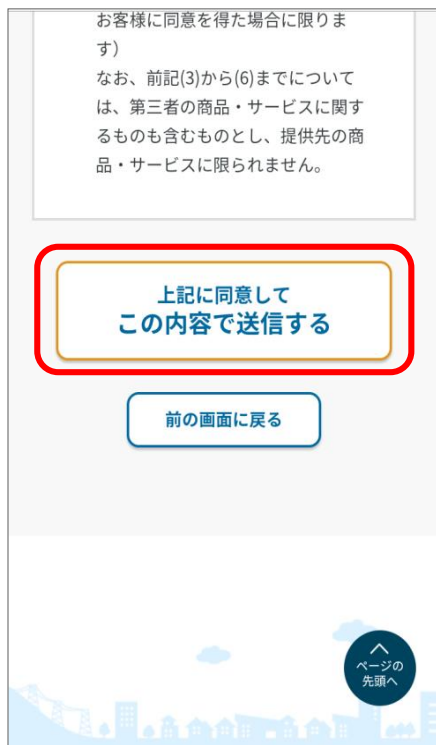 お客様に同意を得た場合に限りま
す）
なお、前記(3)から(6)までについて
は、第三者の商品・サービスに関す
るものも含むものとし、提供先の商
品・サービスに限られません。
上記に同意して
この内容で送信する
前の画面に戻る
ページの
先頭へ